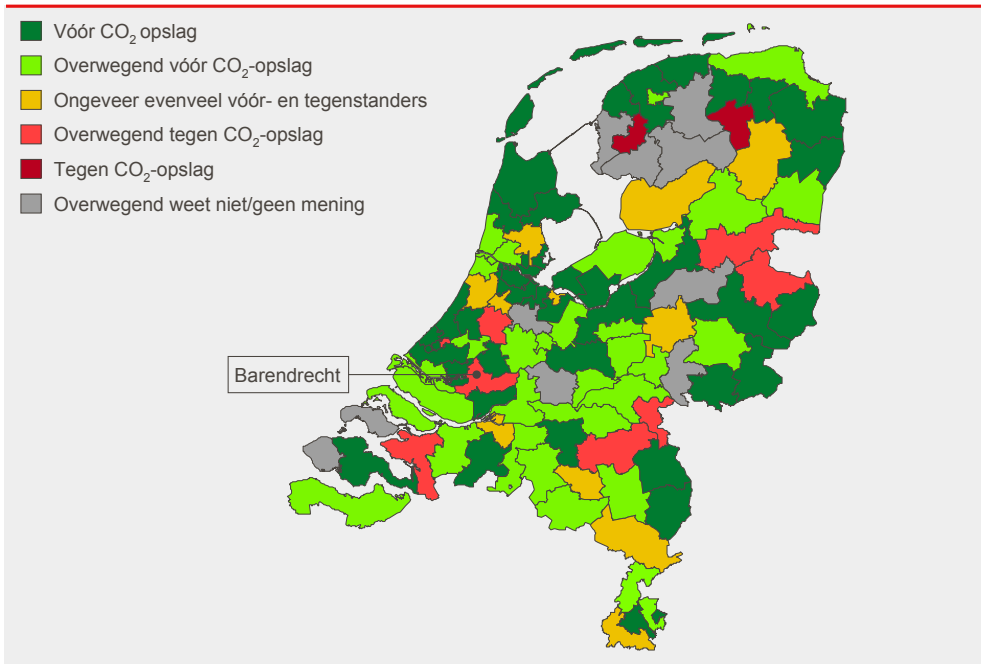 Vóór CO2 opslag
Overwegend vóór CO2-opslag
Ongeveer evenveel vóór- en tegenstanders
Overwegend tegen CO2-opslag
Tegen CO2-opslag
Overwegend weet niet/geen mening
Barendrecht